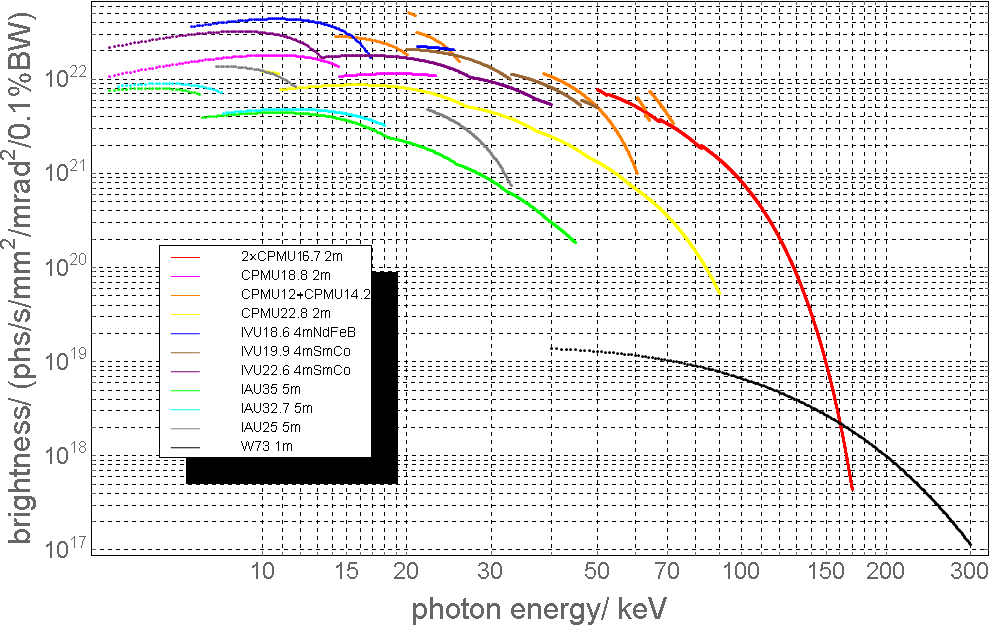 brightness/ (phs/s/mm²/mrad²/0.1%BW)
10²²
10²¹
10²⁰
10¹⁹
10¹⁸
10¹⁷
2×CPMU16.7 2m
CPMU18.8 2m
CPMU12+CPMU14.2
CPMU22.8 2m
IVU18.6 4mNdFeB
IVU19.9 4mSmCo
IVU22.6 4mSmCo
IAU35 5m
IAU32.7 5m
IAU25 5m
W73 1m
10 15 20 30 50 70 100 150 200 300
photon energy/ keV